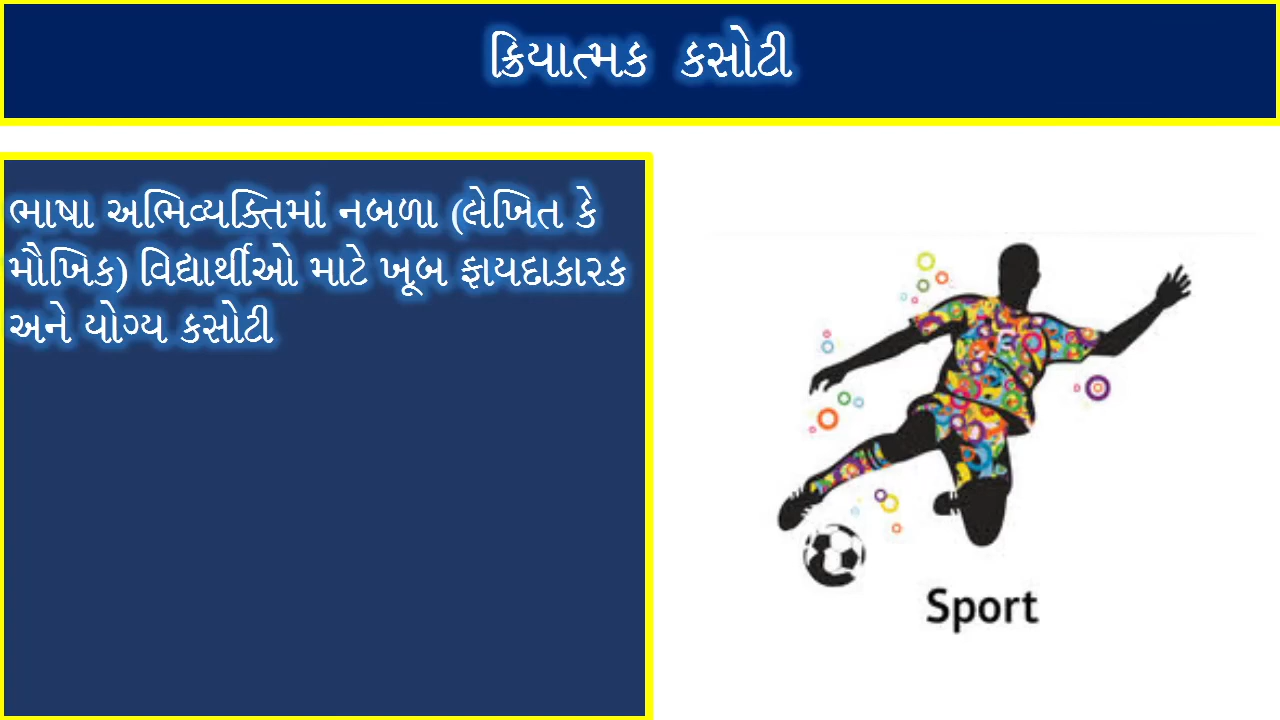 ક્રિયાત્મક કસોટી
ભાષા અભિવ્યક્તિમાં નબળા (લેખિત કે
મૌખિક) વિદ્યાર્થીઓ માટે ખૂબ ફાયદાકારક
અને યોગ્ય કસોટી
Sport